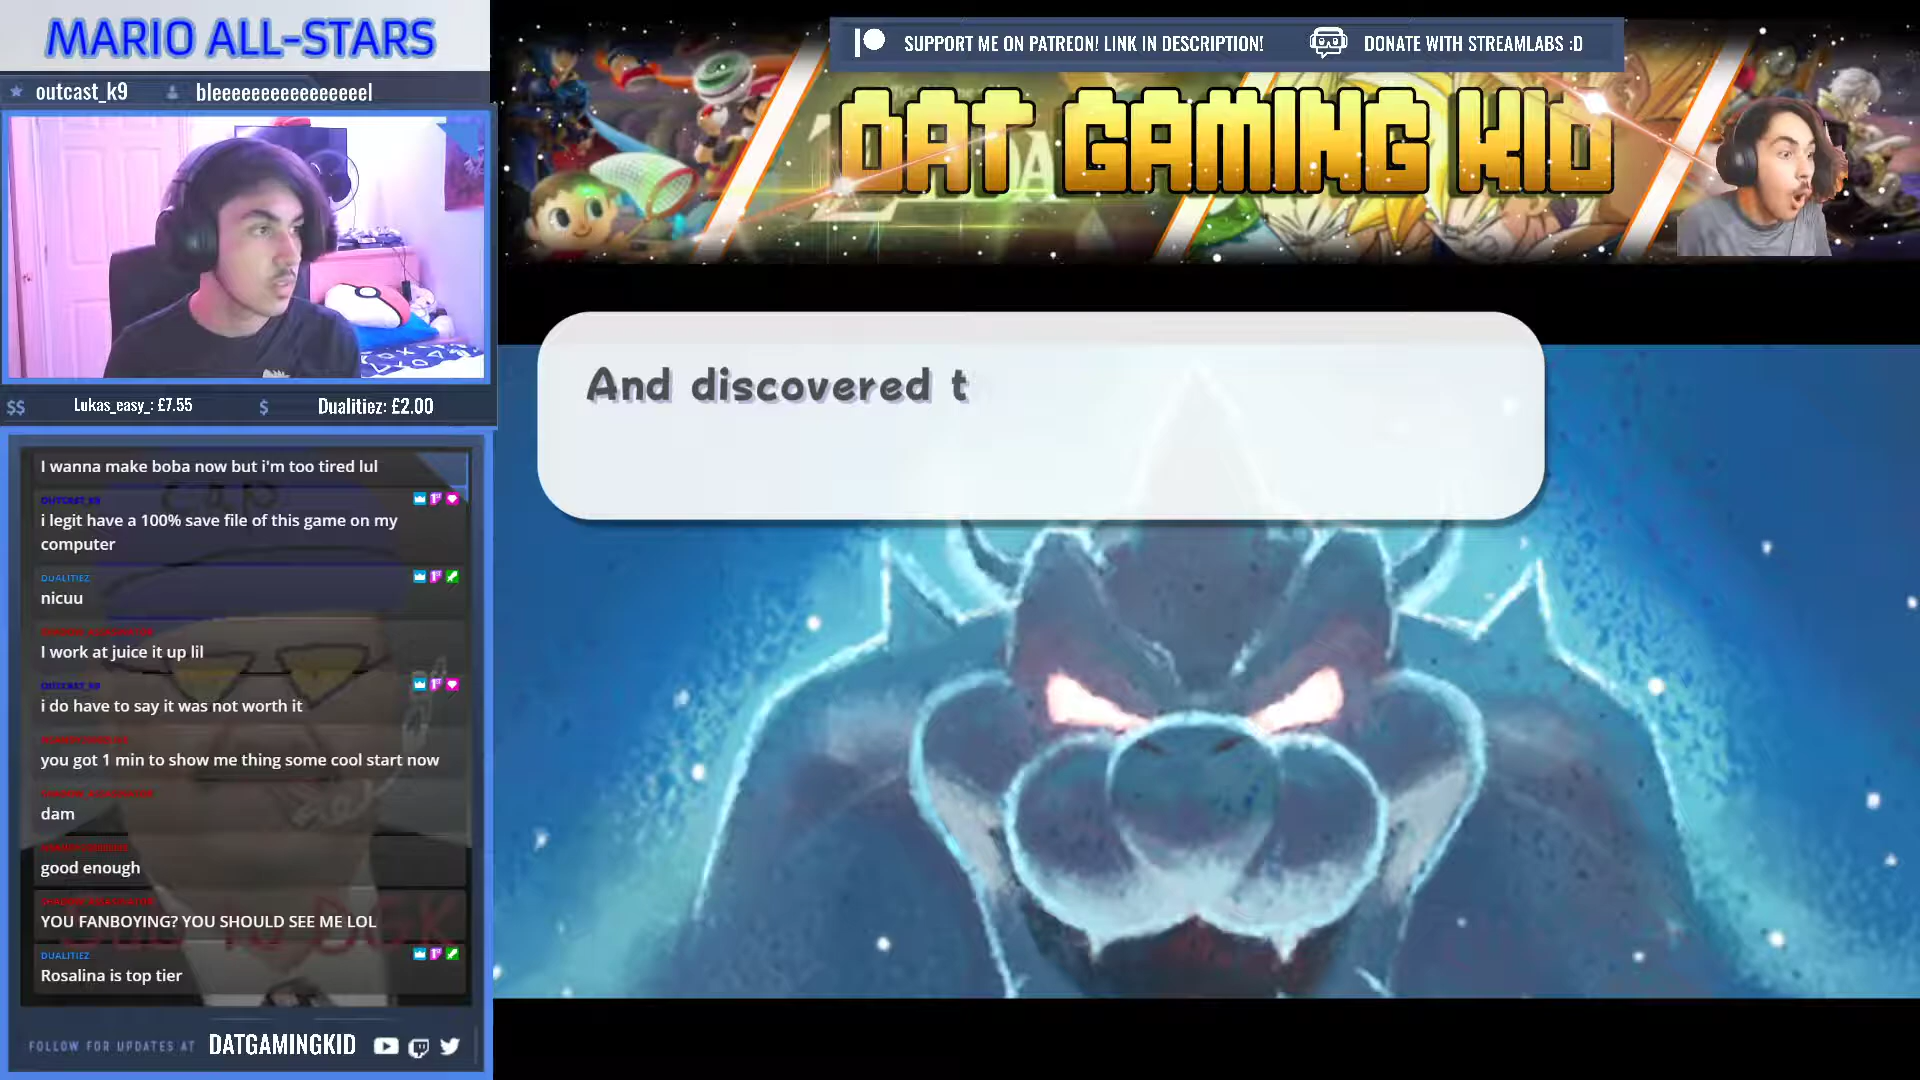 MARIO ALL-STARS
outcast_k9
bleeeeeeeeeeeeeeeel
SUPPORT ME ON PATREON! LINK IN DESCRIPTION!
DONATE WITH STREAMLABS :D
DAT GAMING KID
And discovered t
$$ Lukas_easy_: £7.55
$ Dualitiez: £2.00
I wanna make boba now but i'm too tired lul
OUTCAST_K9
i legit have a 100% save file of this game on my
computer
DUALITIEZ
nicuu
I work at juice it up lil
OUTCAST_K9
i do have to say it was not worth it
you got 1 min to show me thing some cool start now
dam
good enough
YOU FANBOYING? YOU SHOULD SEE ME LOL
DUALITIEZ
Rosalina is top tier
FOLLOW FOR UPDATES AT DATGAMINGKID